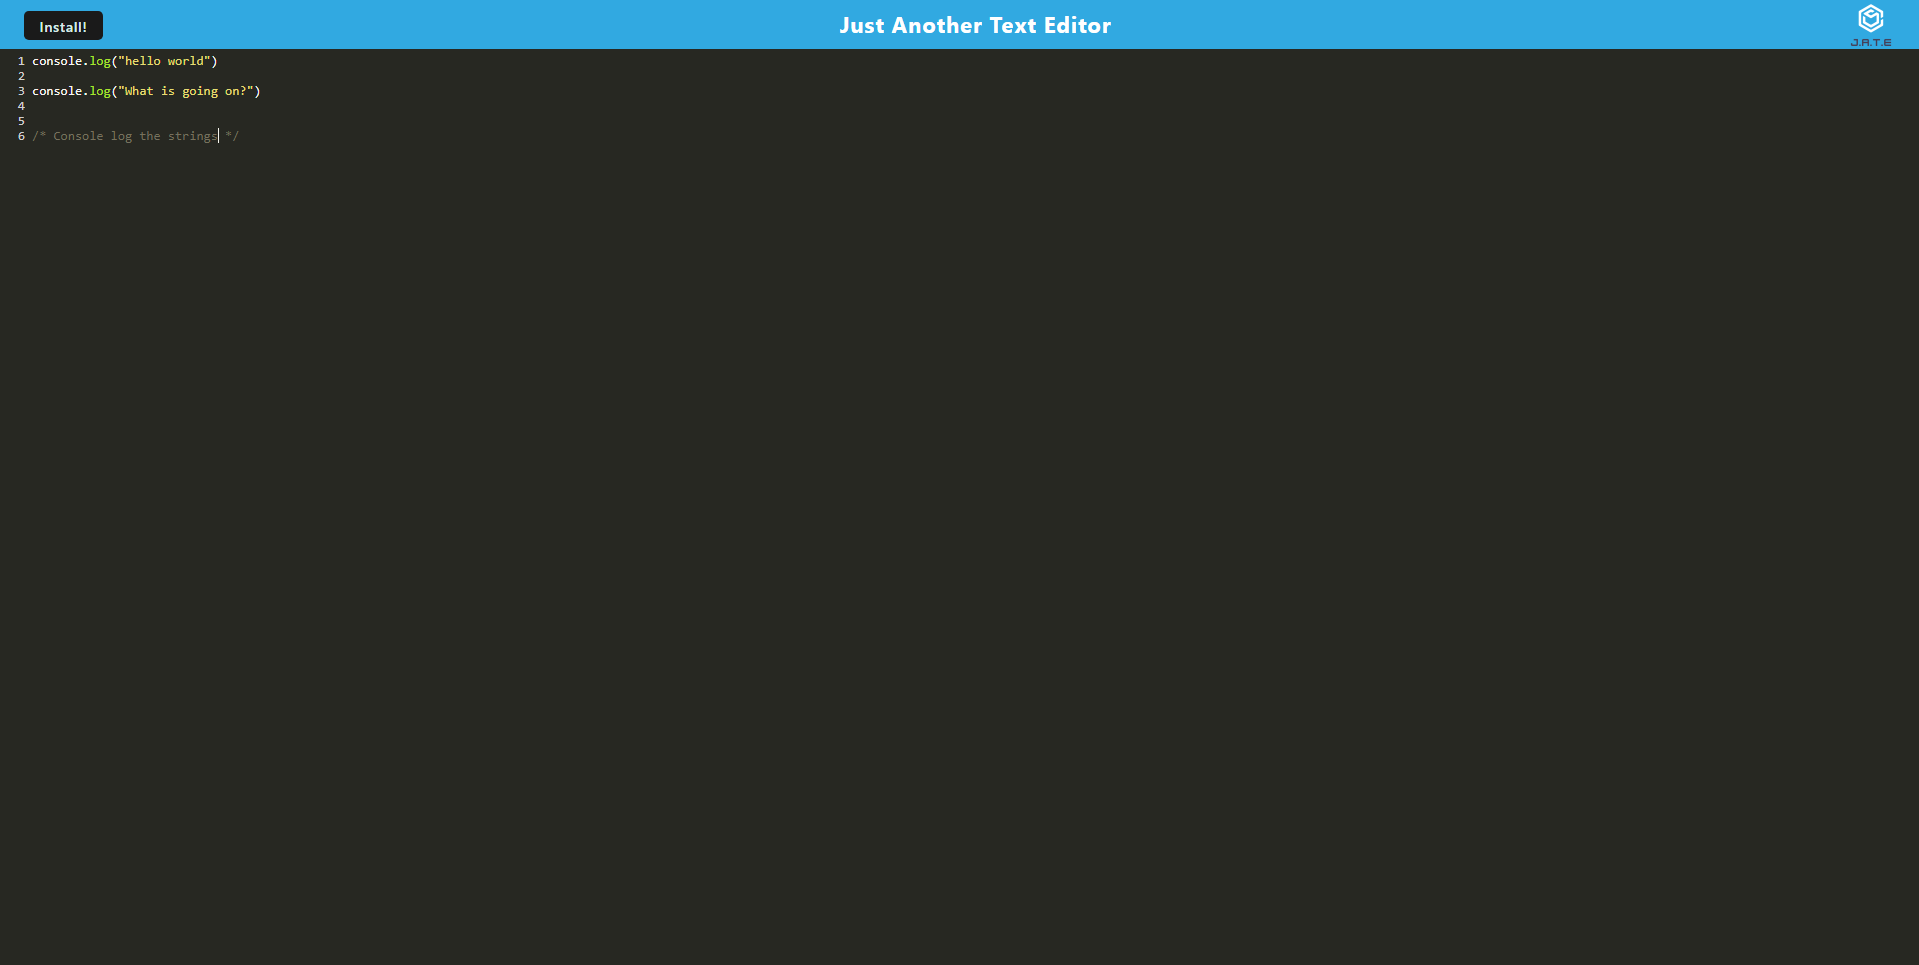 Install!
Just Another Text Editor
J.A.T.E
1 console.log("hello world")
2
3 console.log("What is going on?")
4
5
6 /* Console log the strings */